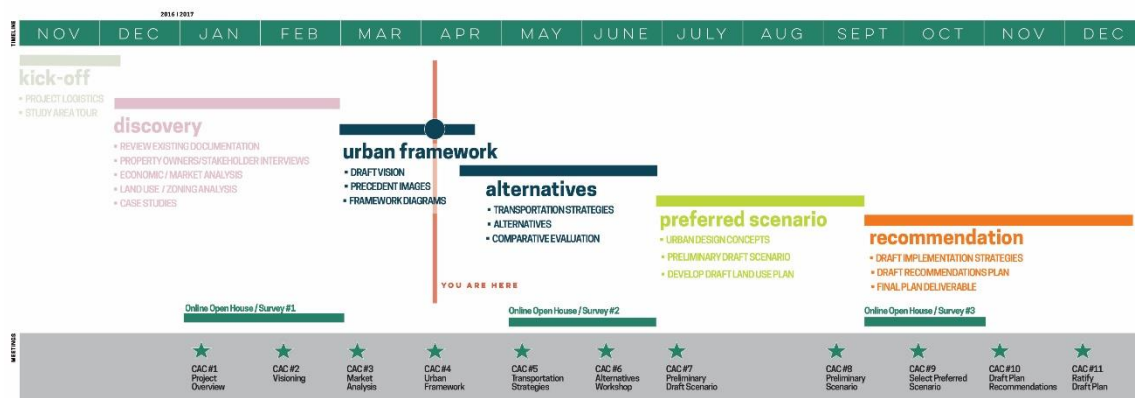 2016 | 2017
TIMELINE
NOV DEC JAN FEB MAR APR MAY JUNE JULY AUG SEPT OCT NOV DEC
kick-off
▪ PROJECT LOGISTICS
▪ STUDY AREA TOUR
discovery
▪ REVIEW EXISTING DOCUMENTATION
▪ PROPERTY OWNERS/STAKEHOLDER INTERVIEWS
▪ ECONOMIC / MARKET ANALYSIS
▪ LAND USE / ZONING ANALYSIS
▪ CASE STUDIES
urban framework
▪ DRAFT VISION
▪ PRECEDENT IMAGES
▪ FRAMEWORK DIAGRAMS
alternatives
▪ TRANSPORTATION STRATEGIES
▪ ALTERNATIVES
▪ COMPARATIVE EVALUATION
preferred scenario
▪ URBAN DESIGN CONCEPTS
▪ PRELIMINARY DRAFT SCENARIO
▪ DEVELOP DRAFT LAND USE PLAN
recommendation
▪ DRAFT IMPLEMENTATION STRATEGIES
▪ DRAFT RECOMMENDATIONS PLAN
▪ FINAL PLAN DELIVERABLE
YOU ARE HERE
Online Open House / Survey #1
Online Open House / Survey #2
Online Open House / Survey #3
MEETINGS
CAC #1
Project
Overview
CAC #2
Visioning
CAC #3
Market
Analysis
CAC #4
Urban
Framework
CAC #5
Transportation
Strategies
CAC #6
Alternatives
Workshop
CAC #7
Preliminary
Draft Scenario
CAC #8
Preliminary
Scenario
CAC #9
Select Preferred
Scenario
CAC #10
Draft Plan
Recommendations
CAC #11
Ratify
Draft Plan